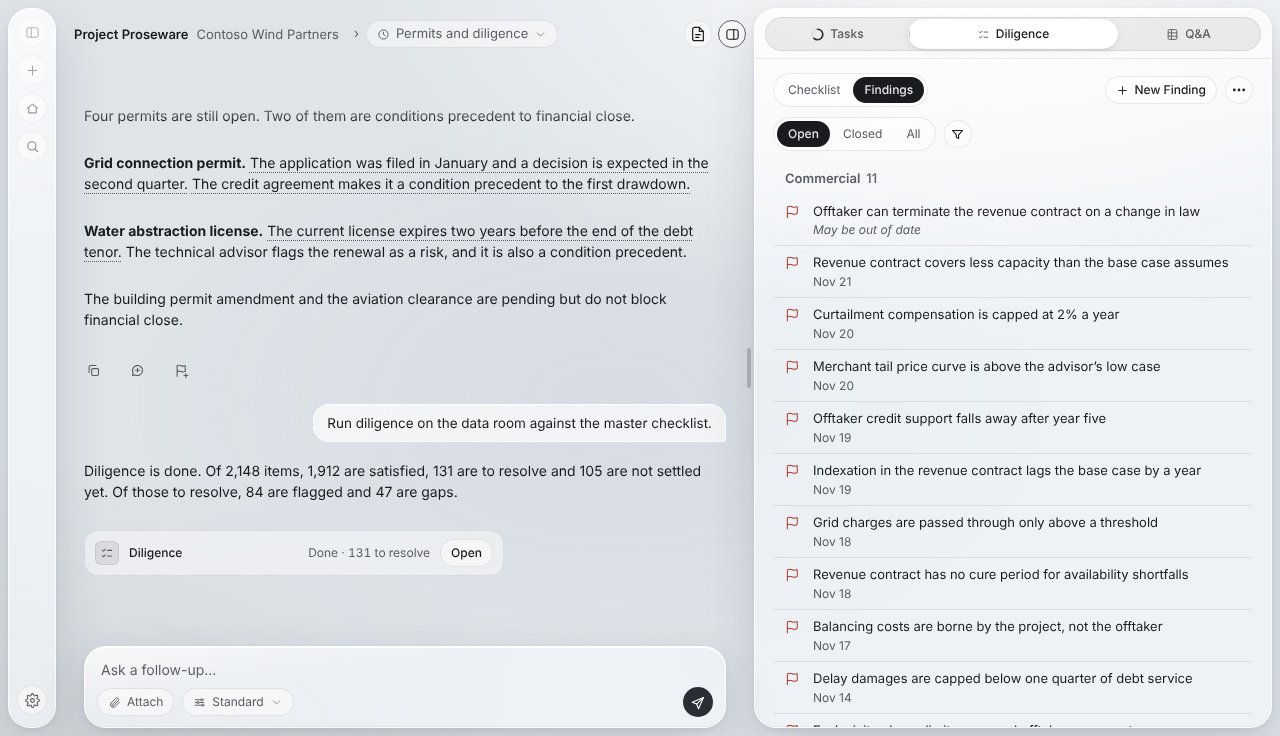 Project Proseware Contoso Wind Partners › Permits and diligence
Four permits are still open. Two of them are conditions precedent to financial close.
Grid connection permit. The application was filed in January and a decision is expected in the
second quarter. The credit agreement makes it a condition precedent to the first drawdown.
Water abstraction license. The current license expires two years before the end of the debt
tenor. The technical advisor flags the renewal as a risk, and it is also a condition precedent.
The building permit amendment and the aviation clearance are pending but do not block
financial close.
Run diligence on the data room against the master checklist.
Diligence is done. Of 2,148 items, 1,912 are satisfied, 131 are to resolve and 105 are not settled
yet. Of those to resolve, 84 are flagged and 47 are gaps.
Diligence Done · 131 to resolve Open
Ask a follow-up...
Attach Standard
Tasks Diligence Q&A
Checklist Findings New Finding
Open Closed All
Commercial 11
Offtaker can terminate the revenue contract on a change in law
May be out of date
Revenue contract covers less capacity than the base case assumes
Nov 21
Curtailment compensation is capped at 2% a year
Nov 20
Merchant tail price curve is above the advisor’s low case
Nov 20
Offtaker credit support falls away after year five
Nov 19
Indexation in the revenue contract lags the base case by a year
Nov 19
Grid charges are passed through only above a threshold
Nov 18
Revenue contract has no cure period for availability shortfalls
Nov 18
Balancing costs are borne by the project, not the offtaker
Nov 17
Delay damages are capped below one quarter of debt service
Nov 14